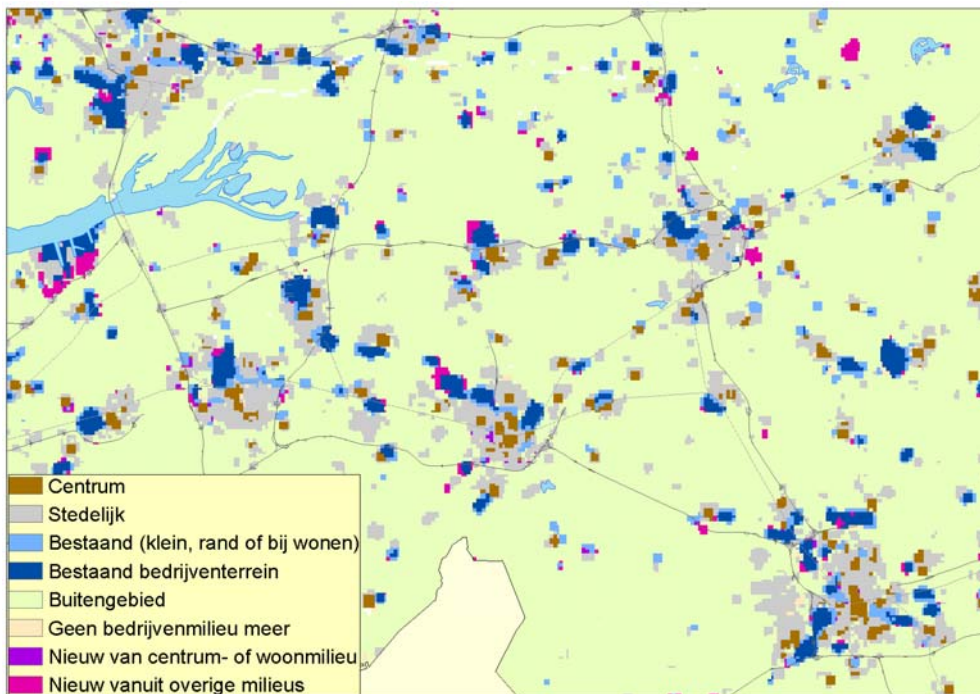 Centrum
Stedelijk
Bestaand (klein, rand of bij wonen)
Bestaand bedrijventerrein
Buitengebied
Geen bedrijvenmilieu meer
Nieuw van centrum- of woonmilieu
Nieuw vanuit overige milieus